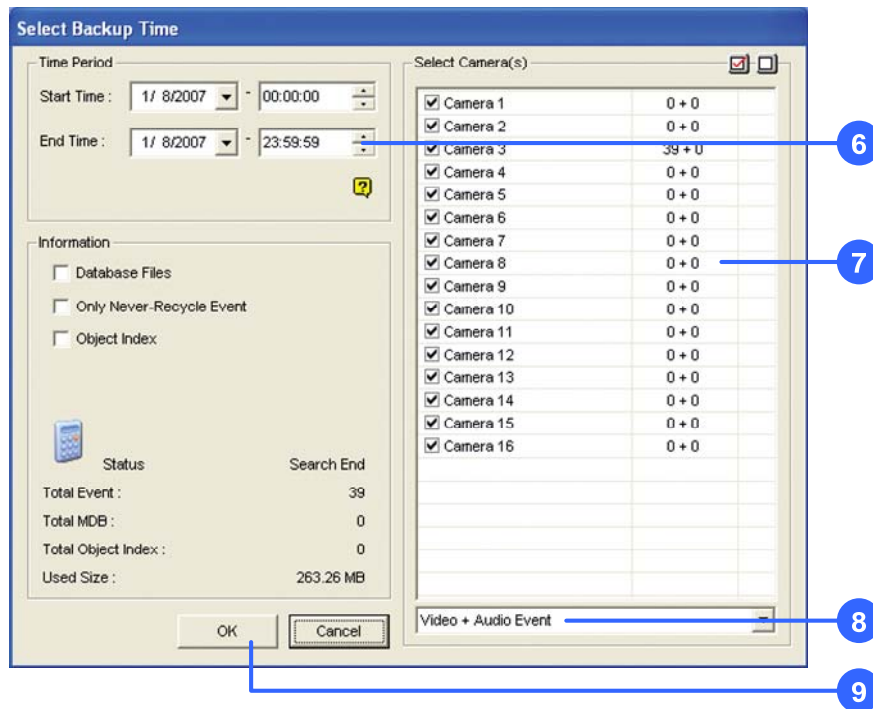 Select Backup Time
Time Period
Start Time : 1/ 8/2007 - 00:00:00
End Time : 1/ 8/2007 - 23:59:59
?
Information
Database Files
Only Never-Recycle Event
Object Index
Status Search End
Total Event : 39
Total MDB : 0
Total Object Index : 0
Used Size : 263.26 MB
OK Cancel
Select Camera(s)
Camera 1 0 + 0
Camera 2 0 + 0
Camera 3 39 + 0
Camera 4 0 + 0
Camera 5 0 + 0
Camera 6 0 + 0
Camera 7 0 + 0
Camera 8 0 + 0
Camera 9 0 + 0
Camera 10 0 + 0
Camera 11 0 + 0
Camera 12 0 + 0
Camera 13 0 + 0
Camera 14 0 + 0
Camera 15 0 + 0
Camera 16 0 + 0
Video + Audio Event
6
7
8
9